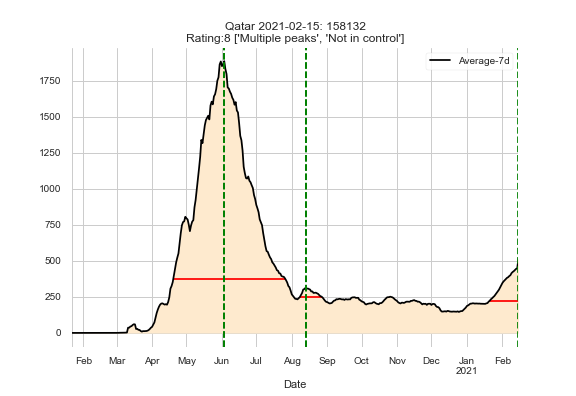 Qatar 2021-02-15: 158132
Rating:8 ['Multiple peaks', 'Not in control']
Average-7d
1750
1500
1250
1000
750
500
250
0
Feb Mar Apr May Jun Jul Aug Sep Oct Nov Dec Jan Feb
2021
Date